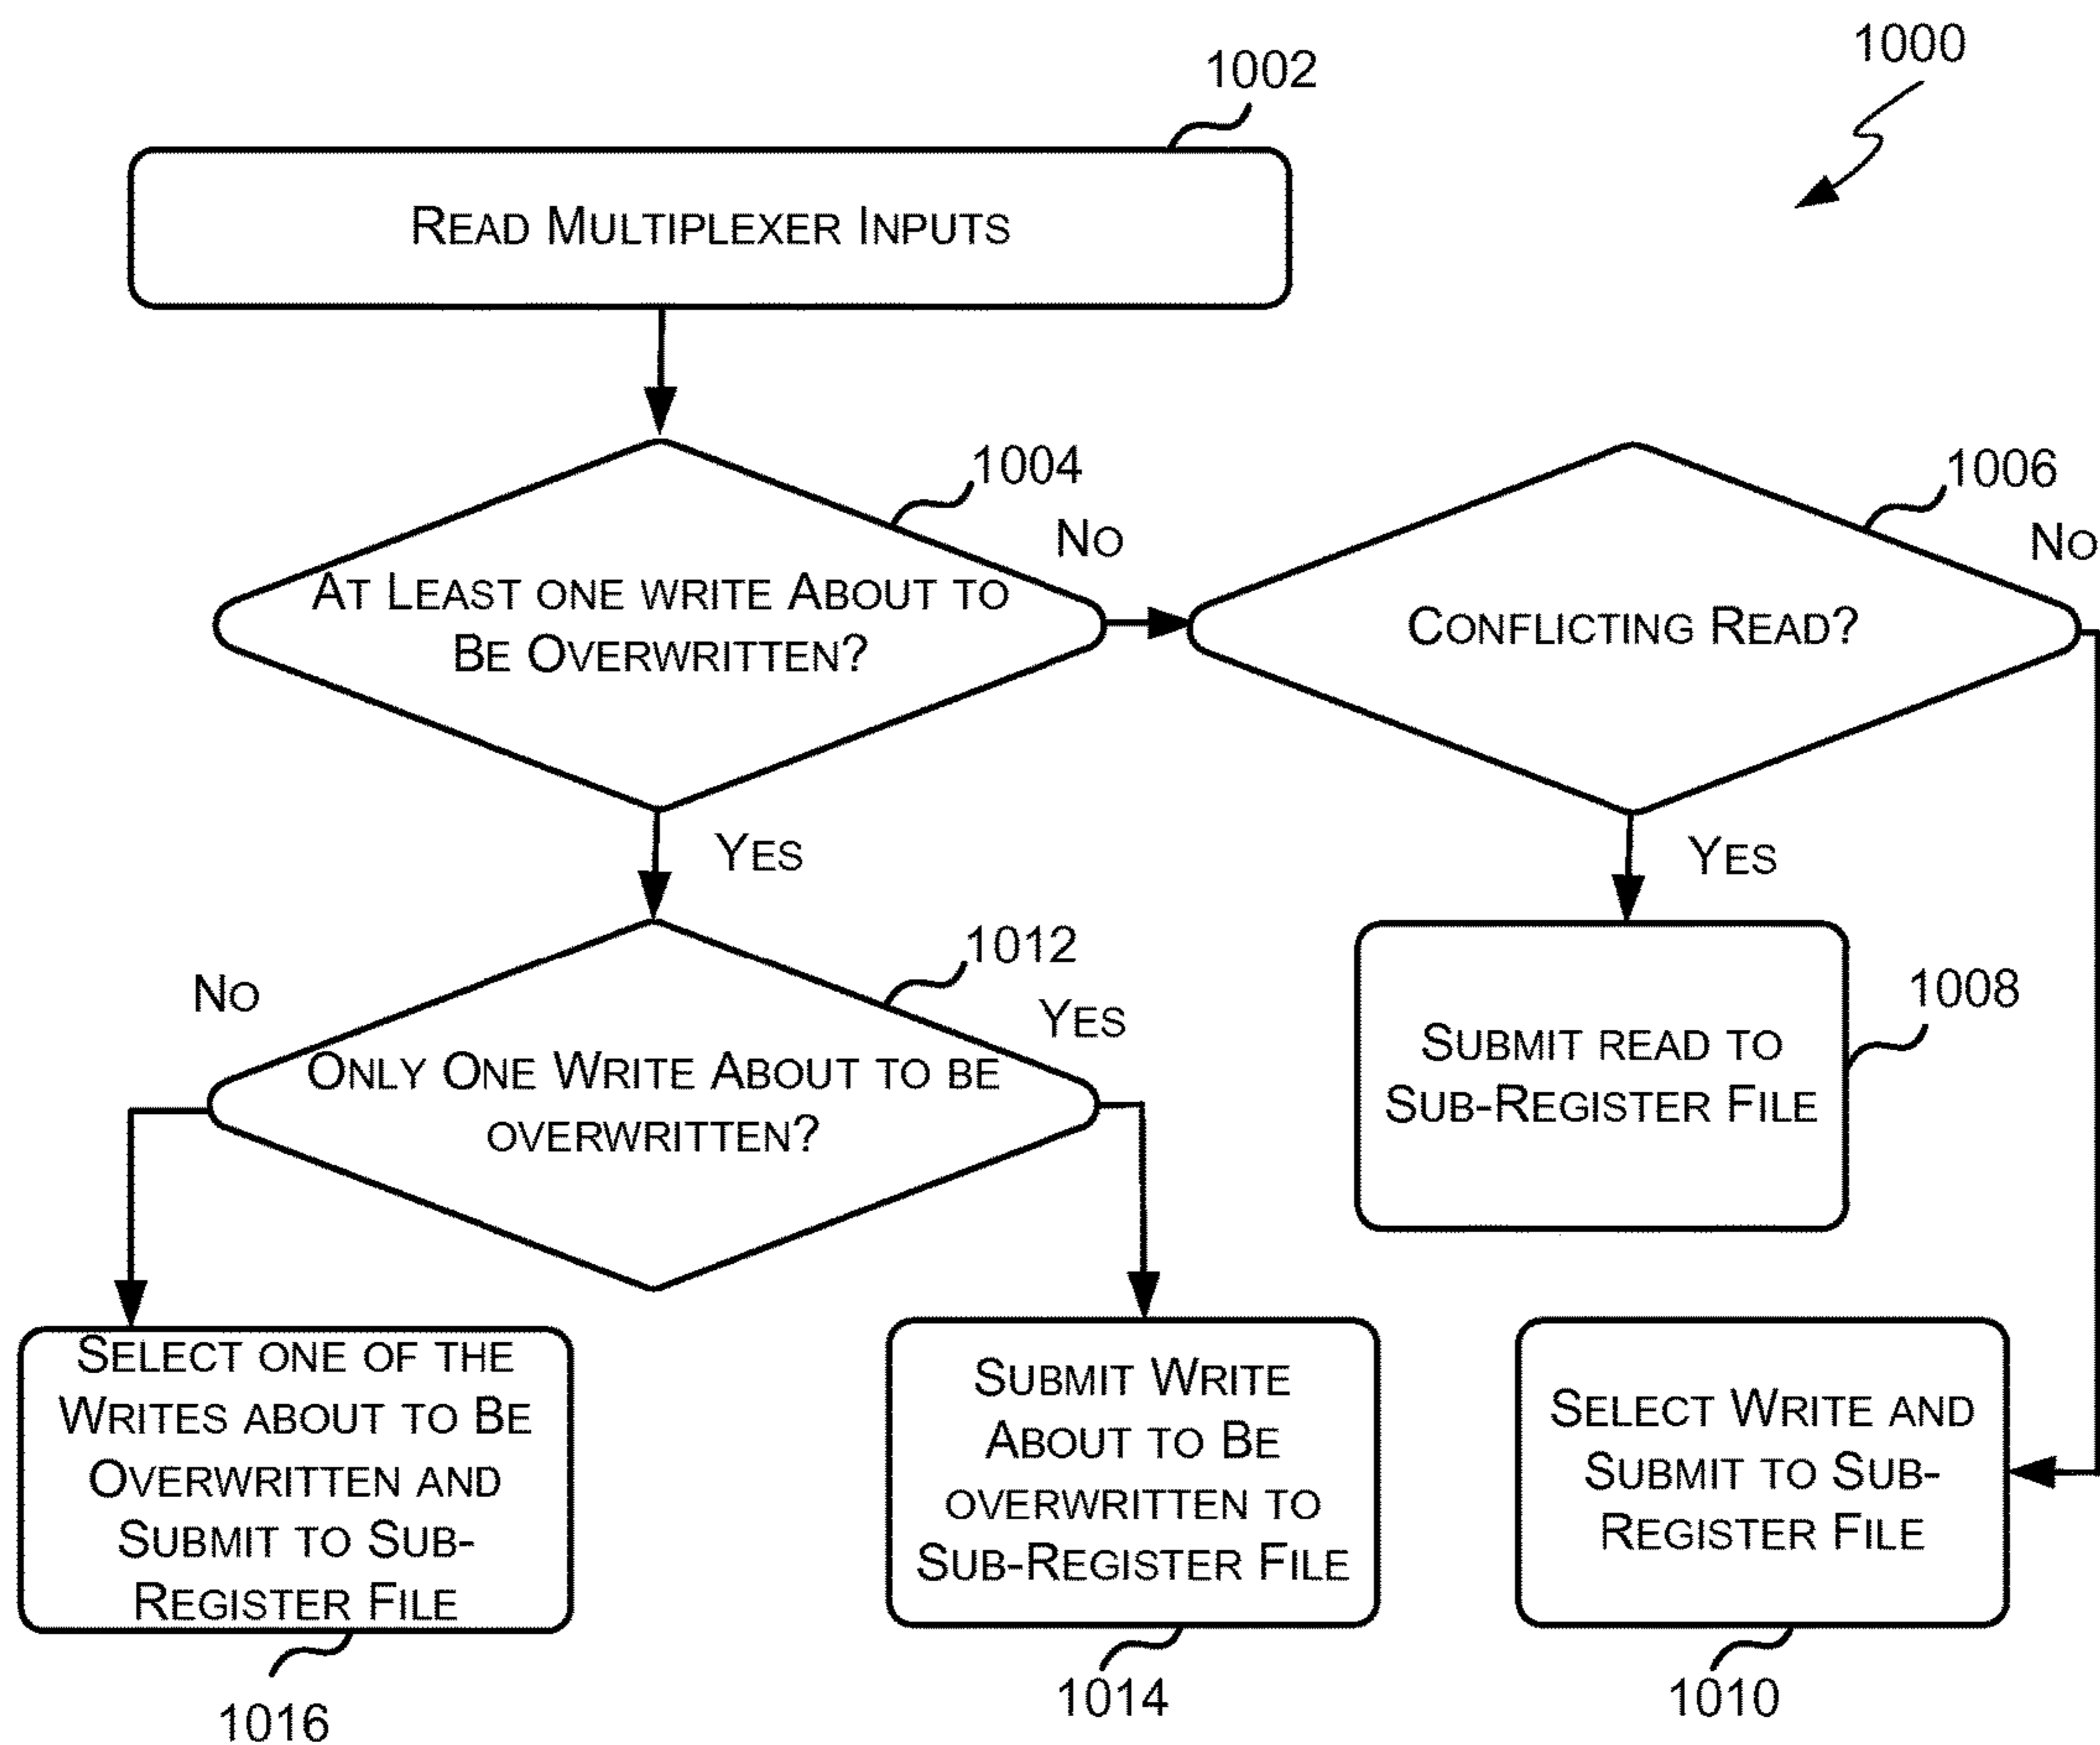 1000
1002
READ MULTIPLEXER INPUTS
1004
NO
AT LEAST ONE WRITE ABOUT TO
BE OVERWRITTEN?
1006
NO
CONFLICTING READ?
YES
YES
1012
NO
YES
ONLY ONE WRITE ABOUT TO BE
OVERWRITTEN?
1008
SUBMIT READ TO
SUB-REGISTER FILE
SELECT ONE OF THE
WRITES ABOUT TO BE
OVERWRITTEN AND
SUBMIT TO SUB-
REGISTER FILE
1016
SUBMIT WRITE
ABOUT TO BE
OVERWRITTEN TO
SUB-REGISTER FILE
1014
SELECT WRITE AND
SUBMIT TO SUB-
REGISTER FILE
1010